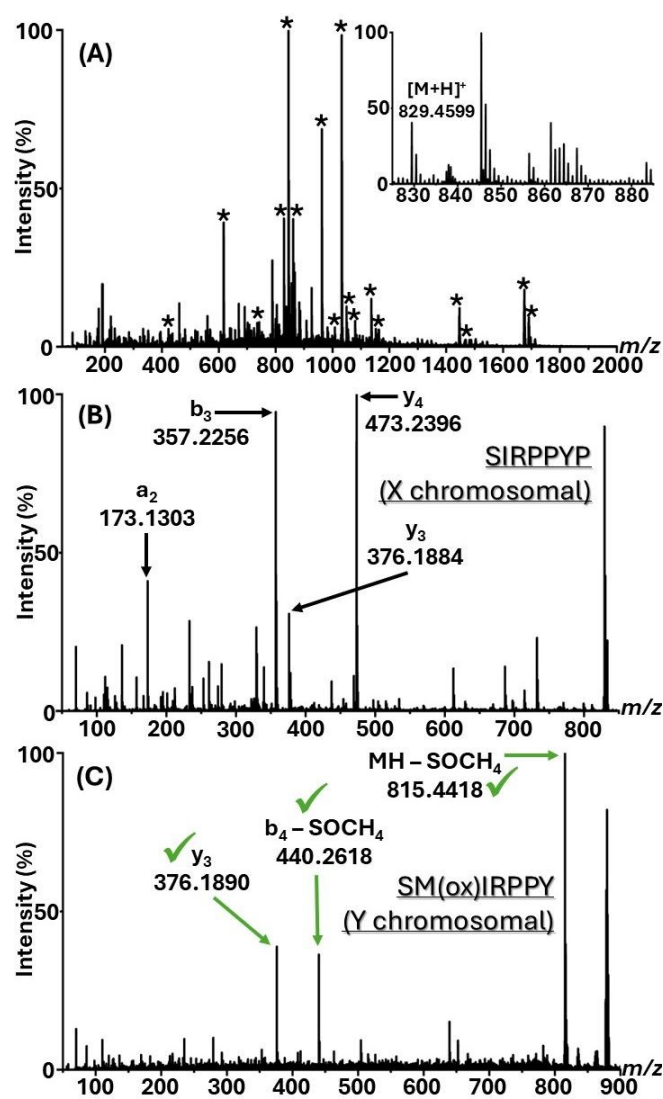 (A)
Intensity (%)
100
50
0
* * * * * * * * * * * * * * * *
200 400 600 800 1000 1200 1400 1600 1800 2000 m/z
100
50
0
[M+H]+
829.4599
830 840 850 860 870 880
(B)
Intensity (%)
100
50
0
b3
357.2256
a2
173.1303
y4
473.2396
y3
376.1884
SIRPPYP
(X chromosomal)
100 200 300 400 500 600 700 800 m/z
(C)
Intensity (%)
100
50
0
MH – SOCH4
815.4418
b4 – SOCH4
440.2618
y3
376.1890
SM(ox)IRPPY
(Y chromosomal)
100 200 300 400 500 600 700 800 900 m/z